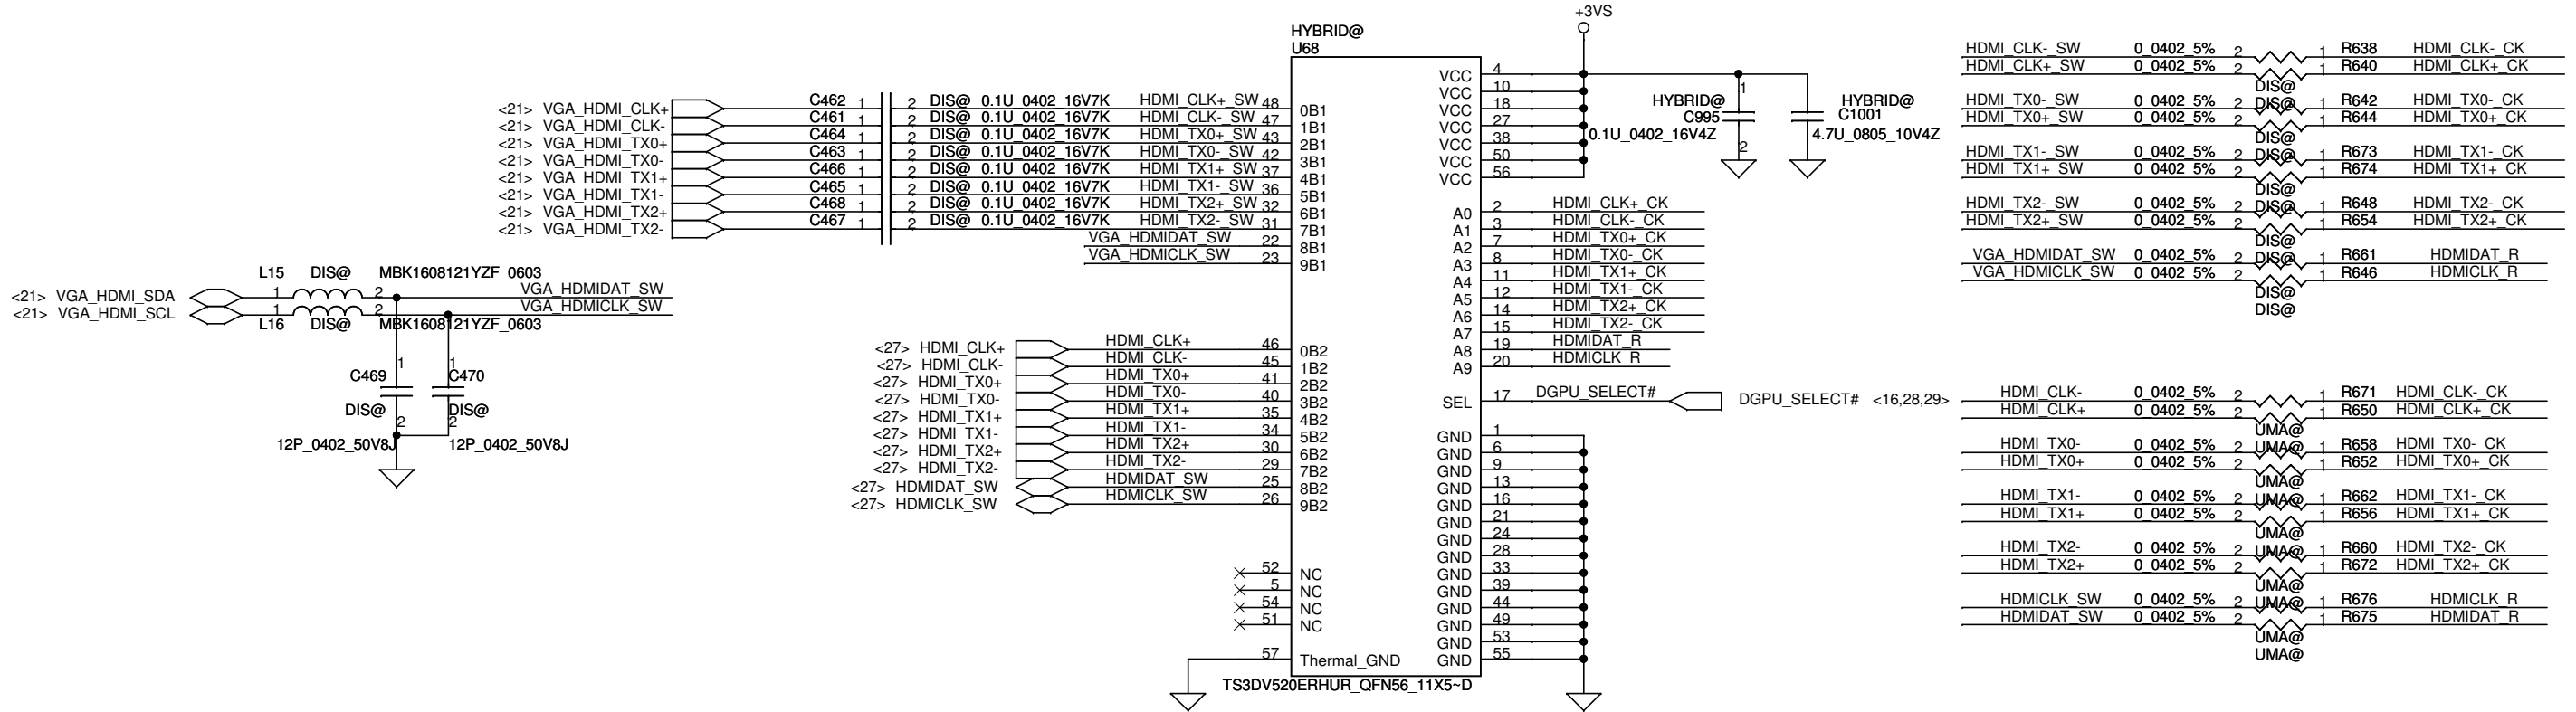 +3VS
HYBRID@
U68
<21> VGA_HDMI_CLK+ C462 1 2 DIS@ 0.1U_0402_16V7K HDMI_CLK+_SW 48 0B1
<21> VGA_HDMI_CLK- C461 1 2 DIS@ 0.1U_0402_16V7K HDMI_CLK-_SW 47 1B1
<21> VGA_HDMI_TX0+ C464 1 2 DIS@ 0.1U_0402_16V7K HDMI_TX0+_SW 43 2B1
<21> VGA_HDMI_TX0- C463 1 2 DIS@ 0.1U_0402_16V7K HDMI_TX0-_SW 42 3B1
<21> VGA_HDMI_TX1+ C466 1 2 DIS@ 0.1U_0402_16V7K HDMI_TX1+_SW 37 4B1
<21> VGA_HDMI_TX1- C465 1 2 DIS@ 0.1U_0402_16V7K HDMI_TX1-_SW 36 5B1
<21> VGA_HDMI_TX2+ C468 1 2 DIS@ 0.1U_0402_16V7K HDMI_TX2+_SW 32 6B1
<21> VGA_HDMI_TX2- C467 1 2 DIS@ 0.1U_0402_16V7K HDMI_TX2-_SW 31 7B1
VGA_HDMIDAT_SW 22 8B1
VGA_HDMICLK_SW 23 9B1
L15 DIS@ MBK1608121YZF_0603
<21> VGA_HDMI_SDA 1 2 VGA_HDMIDAT_SW
<21> VGA_HDMI_SCL 1 2 VGA_HDMICLK_SW
L16 DIS@ MBK1608121YZF_0603
1 1
C469 C470
DIS@ DIS@
2 2
12P_0402_50V8J 12P_0402_50V8J
<27> HDMI_CLK+ HDMI_CLK+ 46 0B2
<27> HDMI_CLK- HDMI_CLK- 45 1B2
<27> HDMI_TX0+ HDMI_TX0+ 41 2B2
<27> HDMI_TX0- HDMI_TX0- 40 3B2
<27> HDMI_TX1+ HDMI_TX1+ 35 4B2
<27> HDMI_TX1- HDMI_TX1- 34 5B2
<27> HDMI_TX2+ HDMI_TX2+ 30 6B2
<27> HDMI_TX2- HDMI_TX2- 29 7B2
<27> HDMIDAT_SW HDMIDAT_SW 25 8B2
<27> HDMICLK_SW HDMICLK_SW 26 9B2
52 NC
5 NC
54 NC
51 NC
57 Thermal_GND
TS3DV520ERHUR_QFN56_11X5~D
VCC 4
VCC 10
VCC 18
VCC 27
VCC 38
VCC 50
VCC 56
HYBRID@ 1
C995
0.1U_0402_16V4Z
2
HYBRID@
C1001
4.7U_0805_10V4Z
A0 2 HDMI_CLK+_CK
A1 3 HDMI_CLK-_CK
A2 7 HDMI_TX0+_CK
A3 8 HDMI_TX0-_CK
A4 11 HDMI_TX1+_CK
A5 12 HDMI_TX1-_CK
A6 14 HDMI_TX2+_CK
A7 15 HDMI_TX2-_CK
A8 19 HDMIDAT_R
A9 20 HDMICLK_R
SEL 17 DGPU_SELECT# DGPU_SELECT# <16,28,29>
GND 1
GND 6
GND 9
GND 13
GND 16
GND 21
GND 24
GND 28
GND 33
GND 39
GND 44
GND 49
GND 53
GND 55
HDMI_CLK-_SW 0_0402_5% 2 1 R638 HDMI_CLK-_CK
HDMI_CLK+_SW 0_0402_5% 2 1 R640 HDMI_CLK+_CK
DIS@
HDMI_TX0-_SW 0_0402_5% 2 DIS@ 1 R642 HDMI_TX0-_CK
HDMI_TX0+_SW 0_0402_5% 2 1 R644 HDMI_TX0+_CK
DIS@
HDMI_TX1-_SW 0_0402_5% 2 DIS@ 1 R673 HDMI_TX1-_CK
HDMI_TX1+_SW 0_0402_5% 2 1 R674 HDMI_TX1+_CK
DIS@
HDMI_TX2-_SW 0_0402_5% 2 DIS@ 1 R648 HDMI_TX2-_CK
HDMI_TX2+_SW 0_0402_5% 2 1 R654 HDMI_TX2+_CK
DIS@
VGA_HDMIDAT_SW 0_0402_5% 2 DIS@ 1 R661 HDMIDAT_R
VGA_HDMICLK_SW 0_0402_5% 2 1 R646 HDMICLK_R
DIS@
DIS@
HDMI_CLK- 0_0402_5% 2 1 R671 HDMI_CLK-_CK
HDMI_CLK+ 0_0402_5% 2 1 R650 HDMI_CLK+_CK
UMA@
HDMI_TX0- 0_0402_5% 2 UMA@ 1 R658 HDMI_TX0-_CK
HDMI_TX0+ 0_0402_5% 2 1 R652 HDMI_TX0+_CK
UMA@
HDMI_TX1- 0_0402_5% 2 UMA@ 1 R662 HDMI_TX1-_CK
HDMI_TX1+ 0_0402_5% 2 1 R656 HDMI_TX1+_CK
UMA@
HDMI_TX2- 0_0402_5% 2 UMA@ 1 R660 HDMI_TX2-_CK
HDMI_TX2+ 0_0402_5% 2 1 R672 HDMI_TX2+_CK
UMA@
HDMICLK_SW 0_0402_5% 2 UMA@ 1 R676 HDMICLK_R
HDMIDAT_SW 0_0402_5% 2 1 R675 HDMIDAT_R
UMA@
UMA@